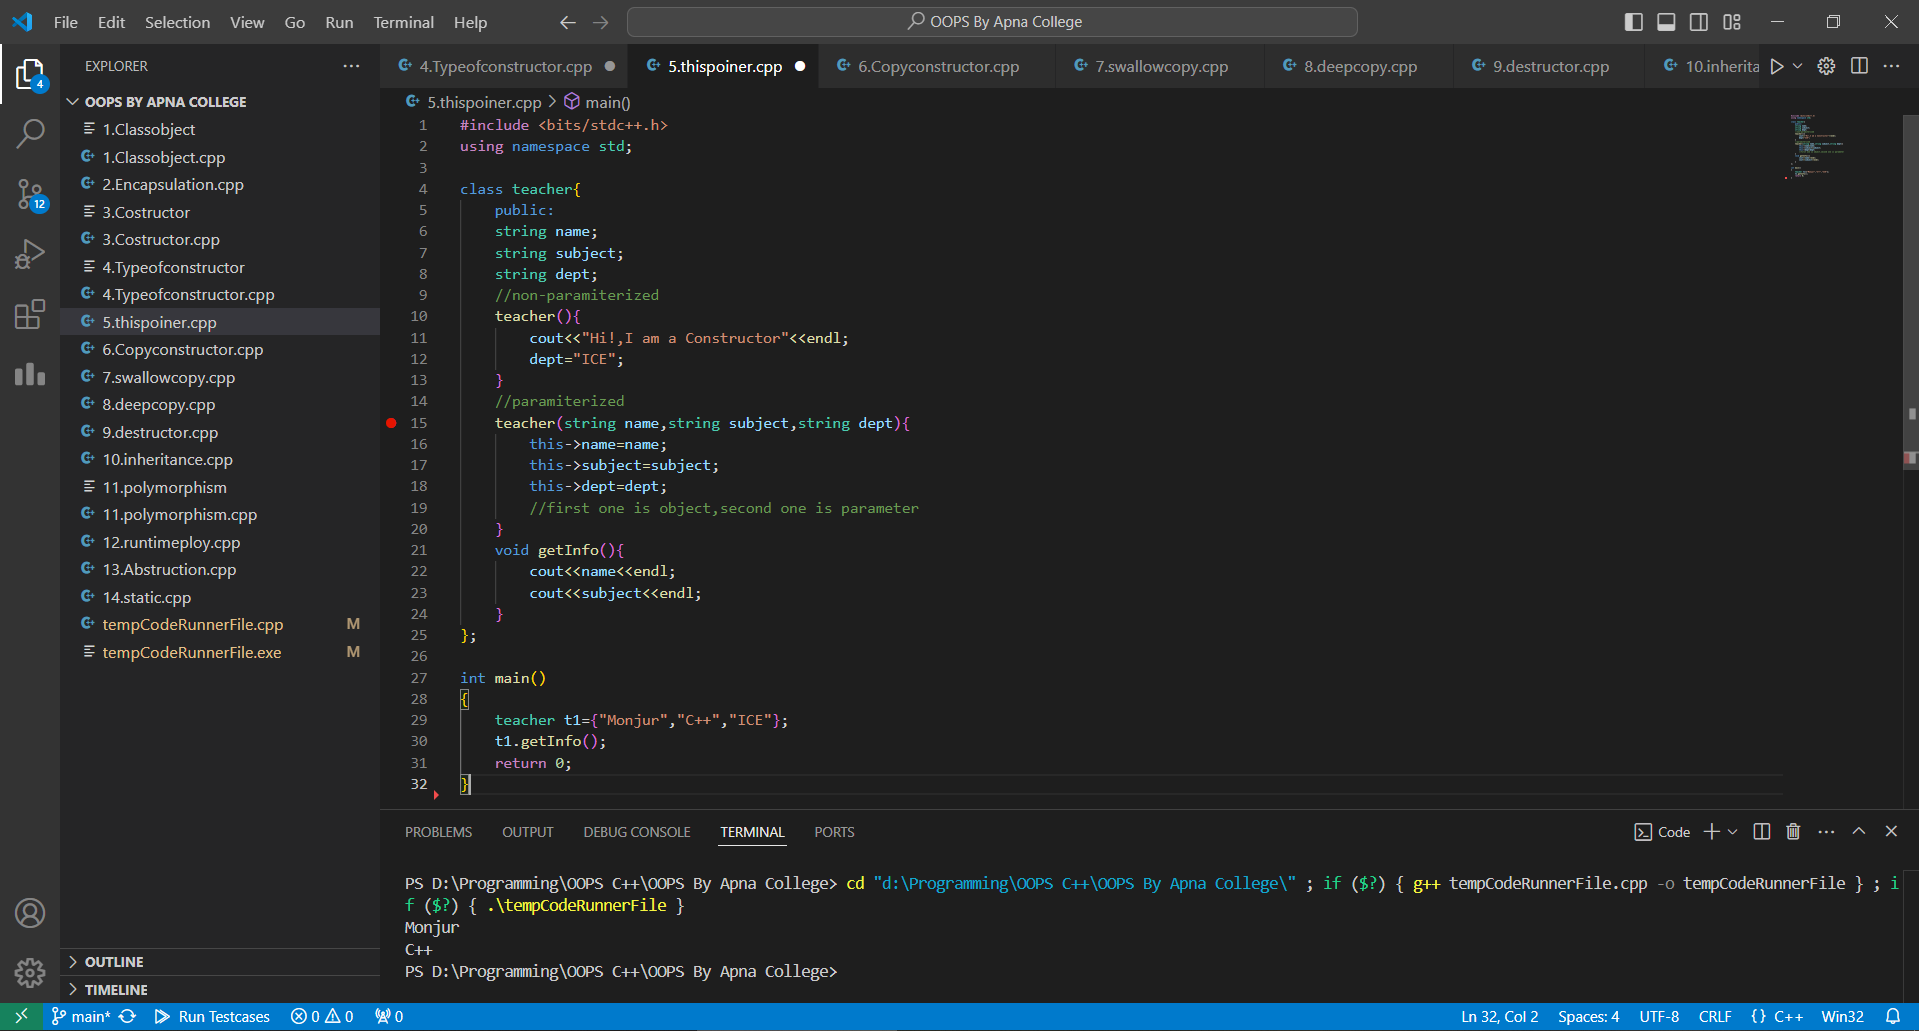 File Edit Selection View Go Run Terminal Help
OOPS By Apna College
EXPLORER
OOPS BY APNA COLLEGE
1.Classobject
1.Classobject.cpp
2.Encapsulation.cpp
3.Costructor
3.Costructor.cpp
4.Typeofconstructor
4.Typeofconstructor.cpp
5.thispoiner.cpp
6.Copyconstructor.cpp
7.swallowcopy.cpp
8.deepcopy.cpp
9.destructor.cpp
10.inheritance.cpp
11.polymorphism
11.polymorphism.cpp
12.runtimeploy.cpp
13.Abstruction.cpp
14.static.cpp
tempCodeRunnerFile.cpp M
tempCodeRunnerFile.exe M
OUTLINE
TIMELINE
4
12
4.Typeofconstructor.cpp 5.thispoiner.cpp 6.Copyconstructor.cpp 7.swallowcopy.cpp 8.deepcopy.cpp 9.destructor.cpp 10.inherita
5.thispoiner.cpp > main()
1 #include <bits/stdc++.h>
2 using namespace std;
3
4 class teacher{
5 public:
6 string name;
7 string subject;
8 string dept;
9 //non-paramiterized
10 teacher(){
11 cout<<"Hi!,I am a Constructor"<<endl;
12 dept="ICE";
13 }
14 //paramiterized
15 teacher(string name,string subject,string dept){
16 this->name=name;
17 this->subject=subject;
18 this->dept=dept;
19 //first one is object,second one is parameter
20 }
21 void getInfo(){
22 cout<<name<<endl;
23 cout<<subject<<endl;
24 }
25 };
26
27 int main()
28 {
29 teacher t1={"Monjur","C++","ICE"};
30 t1.getInfo();
31 return 0;
32 }
PROBLEMS OUTPUT DEBUG CONSOLE TERMINAL PORTS
Code
PS D:\Programming\OOPS C++\OOPS By Apna College> cd "d:\Programming\OOPS C++\OOPS By Apna College\" ; if ($?) { g++ tempCodeRunnerFile.cpp -o tempCodeRunnerFile } ; i
f ($?) { .\tempCodeRunnerFile }
Monjur
C++
PS D:\Programming\OOPS C++\OOPS By Apna College>
main* Run Testcases 0 0 0
Ln 32, Col 2 Spaces: 4 UTF-8 CRLF {} C++ Win32